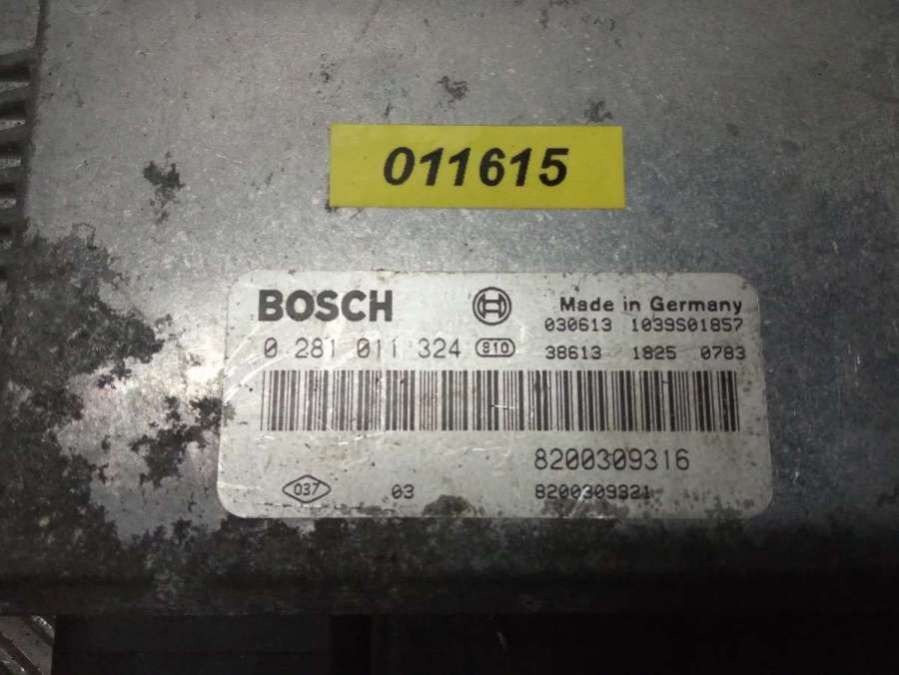 011615
BOSCH Made in Germany
030613 1039S01857
0 281 011 324 810 38613 1825 0783
8200309316
037 03 8200309321